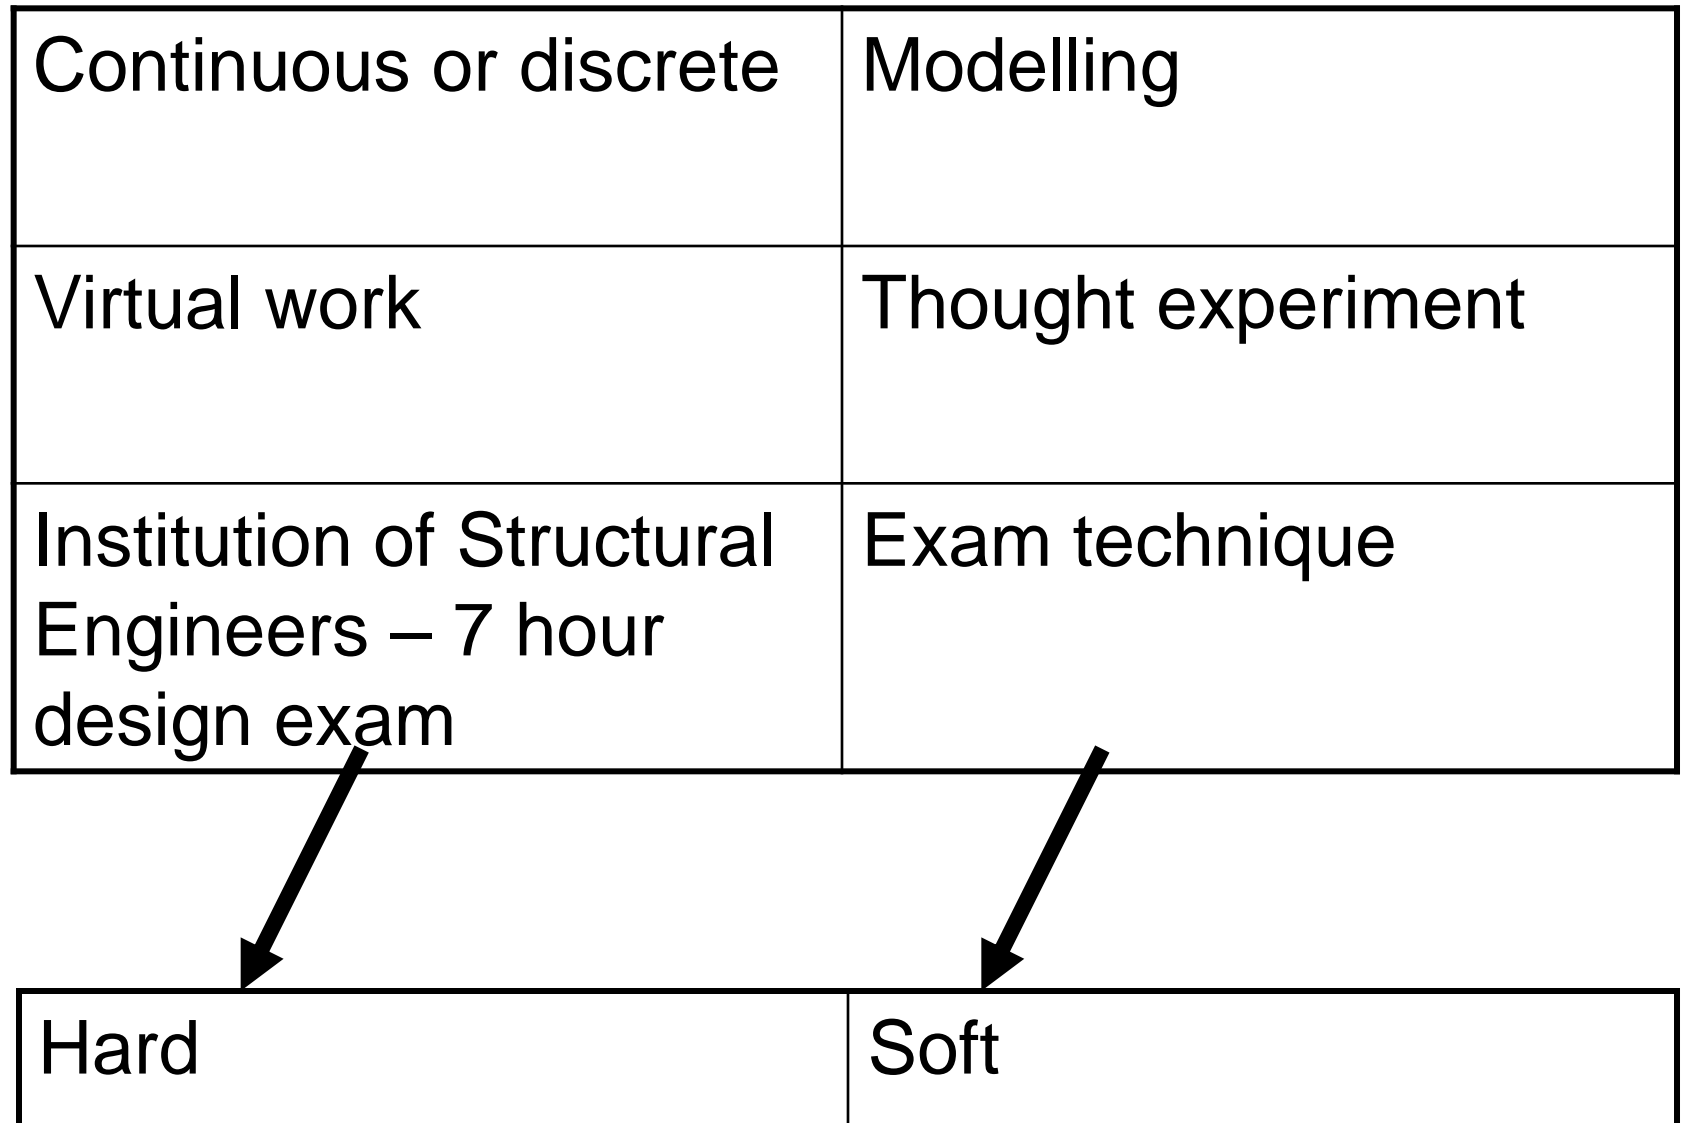 Continuous or discrete
Modelling
Virtual work
Thought experiment
Institution of Structural
Engineers – 7 hour
design exam
Exam technique
Hard
Soft